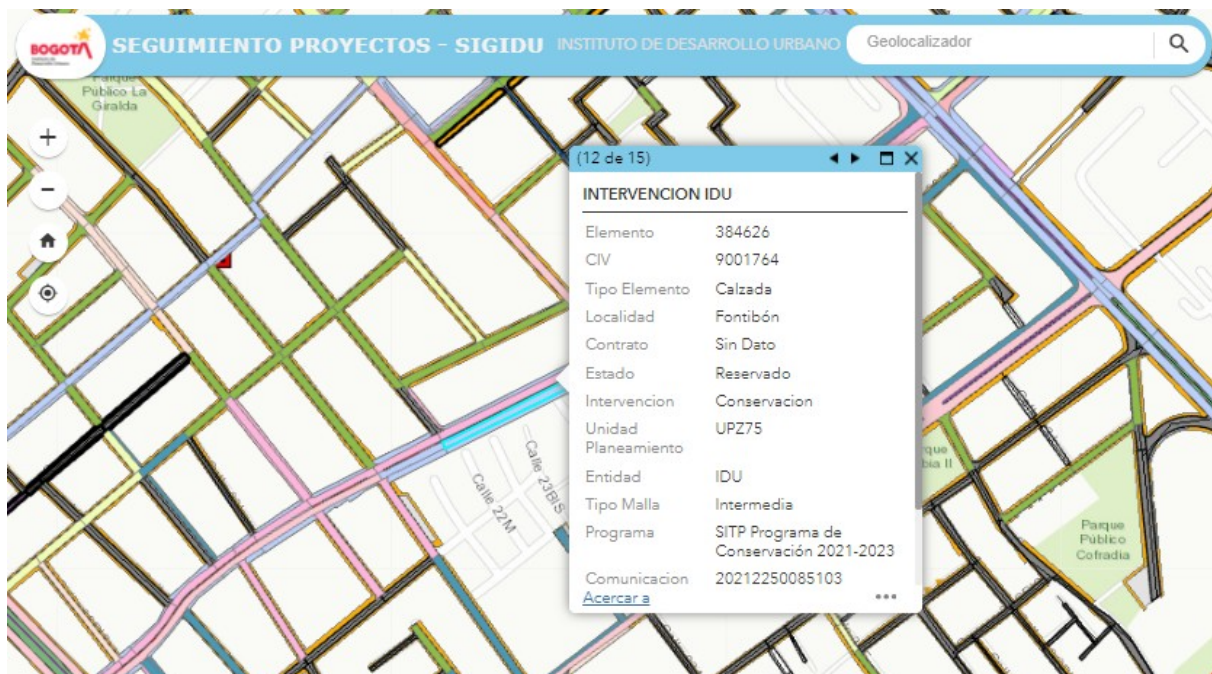 BOGOTÁ
SEGUIMIENTO PROYECTOS - SIGIDU INSTITUTO DE DESARROLLO URBANO
Geolocalizador
Parque
Público La
Giralda
(12 de 15)
INTERVENCION IDU
Elemento 384626
CIV 9001764
Tipo Elemento Calzada
Localidad Fontibón
Contrato Sin Dato
Estado Reservado
Intervencion Conservacion
Unidad UPZ75
Planeamiento
Entidad IDU
Tipo Malla Intermedia
Programa SITP Programa de
Conservación 2021-2023
Comunicacion 20212250085103
Acercar a
Calle 23BIS
Calle 22M
Parque
Público
Cofradia